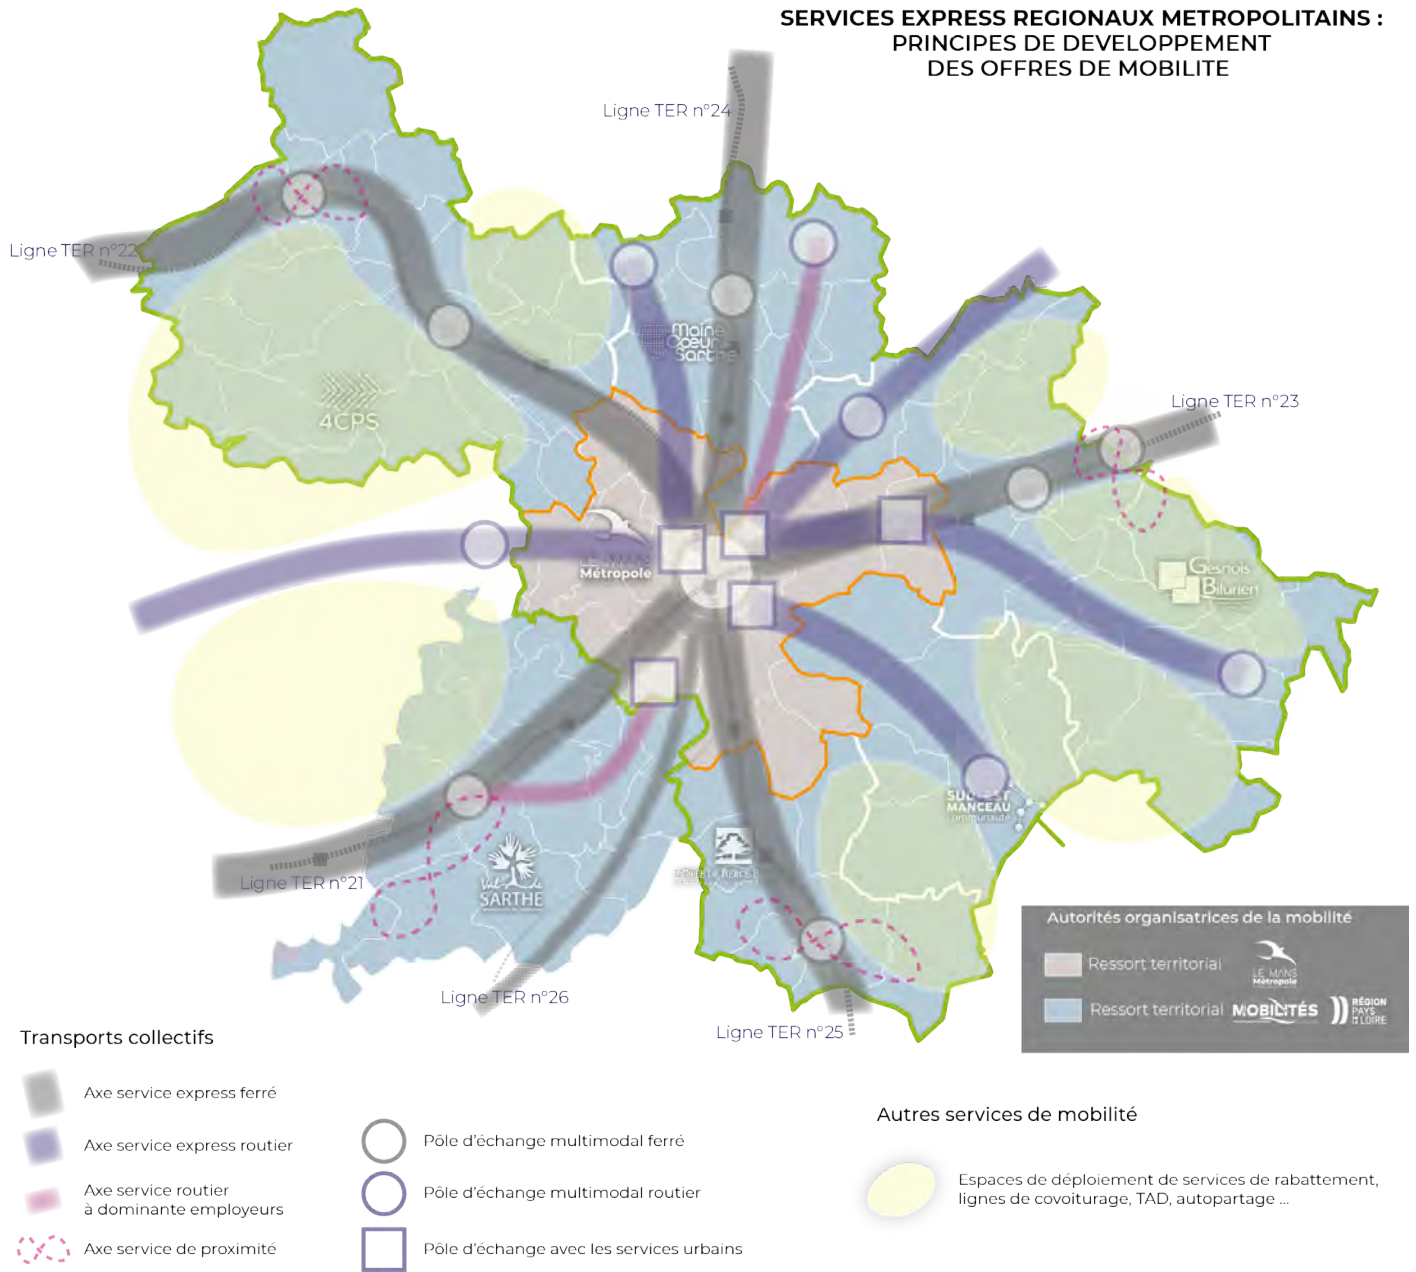 SERVICES EXPRESS REGIONAUX METROPOLITAINS :
PRINCIPES DE DEVELOPPEMENT
DES OFFRES DE MOBILITE
Ligne TER n°24
Ligne TER n°22
Maine
Cœur
Sarthe
4CPS
Ligne TER n°23
LE MANS
Métropole
Gesnois
Bilurien
SUD EST
MANCEAU
Communauté
Val de
SARTHE
Ligne TER n°21
Ligne TER n°26
Ligne TER n°25
Autorités organisatrices de la mobilité
Ressort territorial
LE MANS
Métropole
Ressort territorial
MOBILITÉS
RÉGION
PAYS
DE LA
LOIRE
Transports collectifs
Axe service express ferré
Axe service express routier
Axe service routier
à dominante employeurs
Axe service de proximité
Pôle d'échange multimodal ferré
Pôle d'échange multimodal routier
Pôle d'échange avec les services urbains
Autres services de mobilité
Espaces de déploiement de services de rabattement,
lignes de covoiturage, TAD, autopartage ...